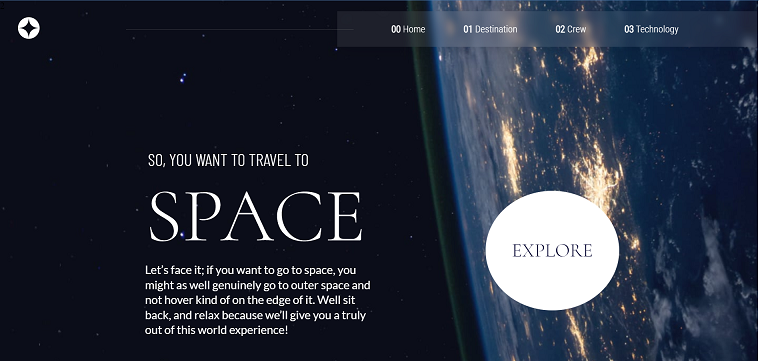 00 Home 01 Destination 02 Crew 03 Technology
SO, YOU WANT TO TRAVEL TO
SPACE
Let's face it; if you want to go to space, you
might as well genuinely go to outer space and
not hover kind of on the edge of it. Well sit
back, and relax because we'll give you a truly
out of this world experience!
EXPLORE